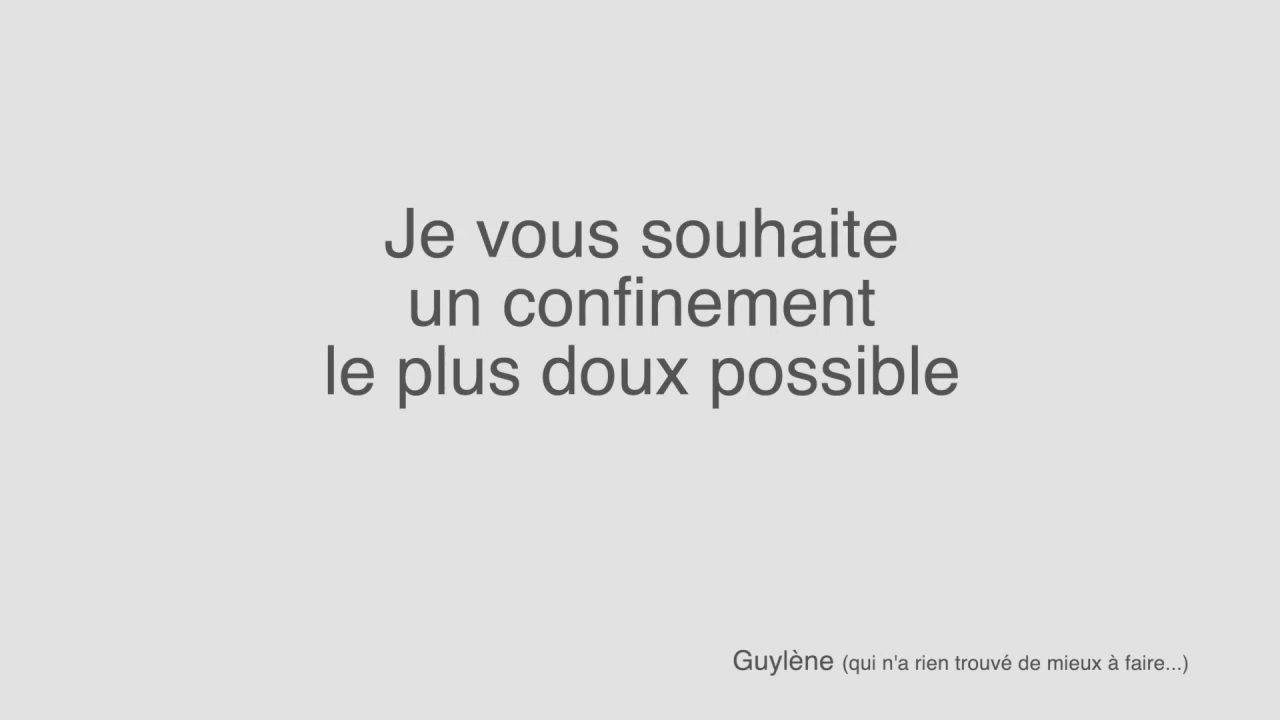 Je vous souhaite
un confinement
le plus doux possible
Guylène (qui n'a rien trouvé de mieux à faire...)